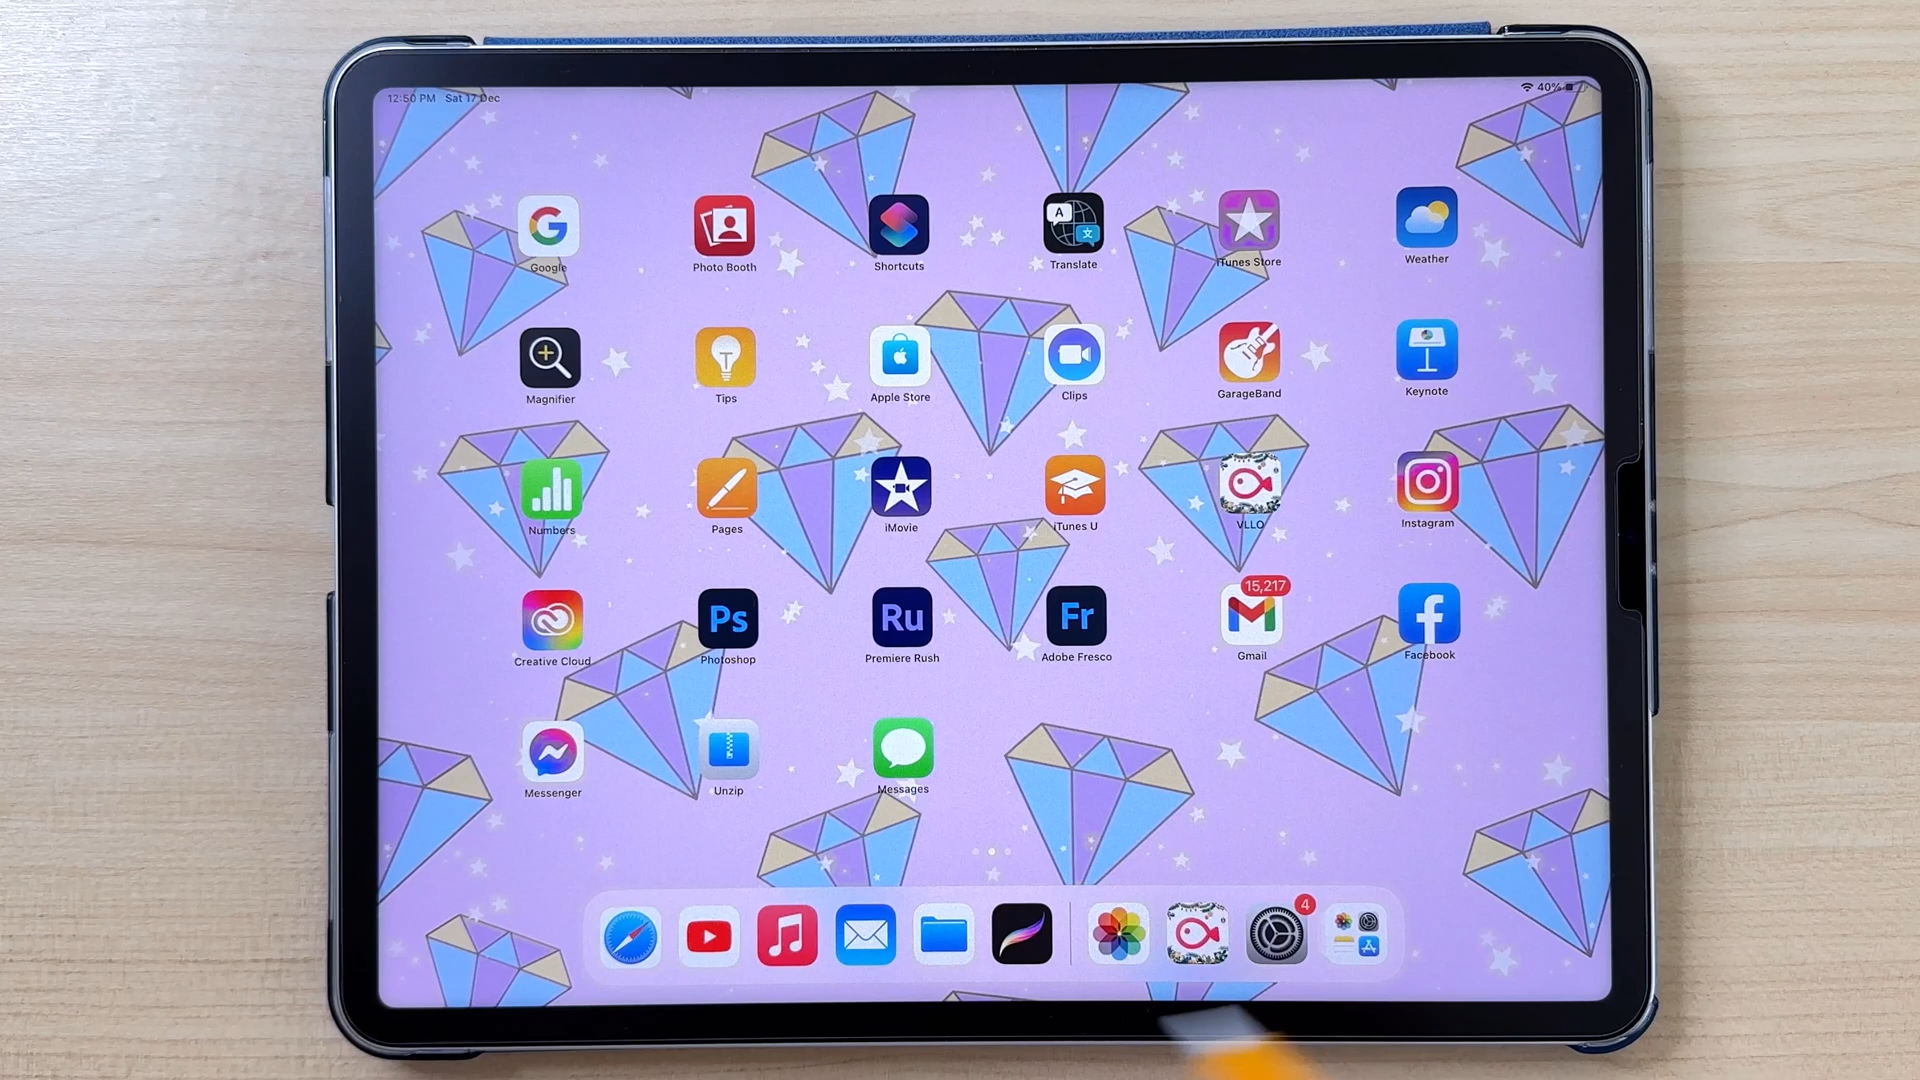 12:50 PM Sat 17 Dec
40%
Google
Photo Booth
Shortcuts
A
文
Translate
iTunes Store
Weather
Magnifier
Tips
Apple Store
Clips
GarageBand
Keynote
Numbers
Pages
iMovie
iTunes U
VLLO
Instagram
Creative Cloud
Ps
Photoshop
Ru
Premiere Rush
Fr
Adobe Fresco
15,217
Gmail
Facebook
Messenger
Unzip
Messages
4